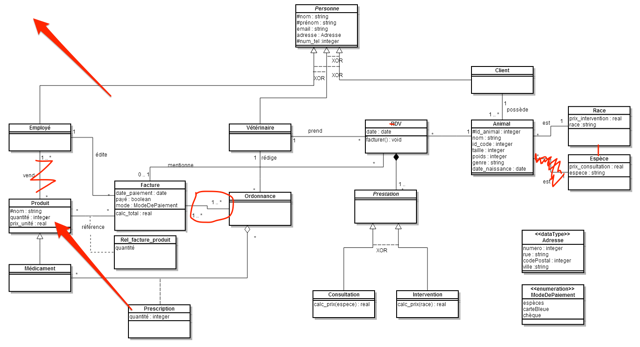 Personne
#nom : string
#prénom : string
email : string
adresse : Adresse
#num_tel :integer
XOR
XOR
XOR
Client
possède
1
1..*
Employé
Vétérinaire
RDV
date : date
facturer() : void
Animal
#id_animal : integer
nom : string
id_code : integer
taille : integer
poids : integer
genre : string
date_naissance : date
Race
prix_intervention : real
race :string
est
1
Espèce
prix_consultation : real
espèce : string
est
1
prend
1
édite
1
vend
rédige
1
mentionne
0..1
Produit
#nom : string
quantité : integer
prix_unité : real
Facture
date_paiement : date
payé : boolean
mode : ModeDePaiement
calc_total : real
1..*
1..*
Ordonnance
Prestation
1..*
référence
Rel_facture_produit
quantité
Médicament
XOR
Prescription
quantité : integer
Consultation
calc_prix(espece) : real
Intervention
calc_prix(race) : real
<<dataType>>
Adresse
numero : integer
rue : string
codePostal : integer
ville :string
<<enumeration>>
ModeDePaiement
espèces
carteBleue
chèque